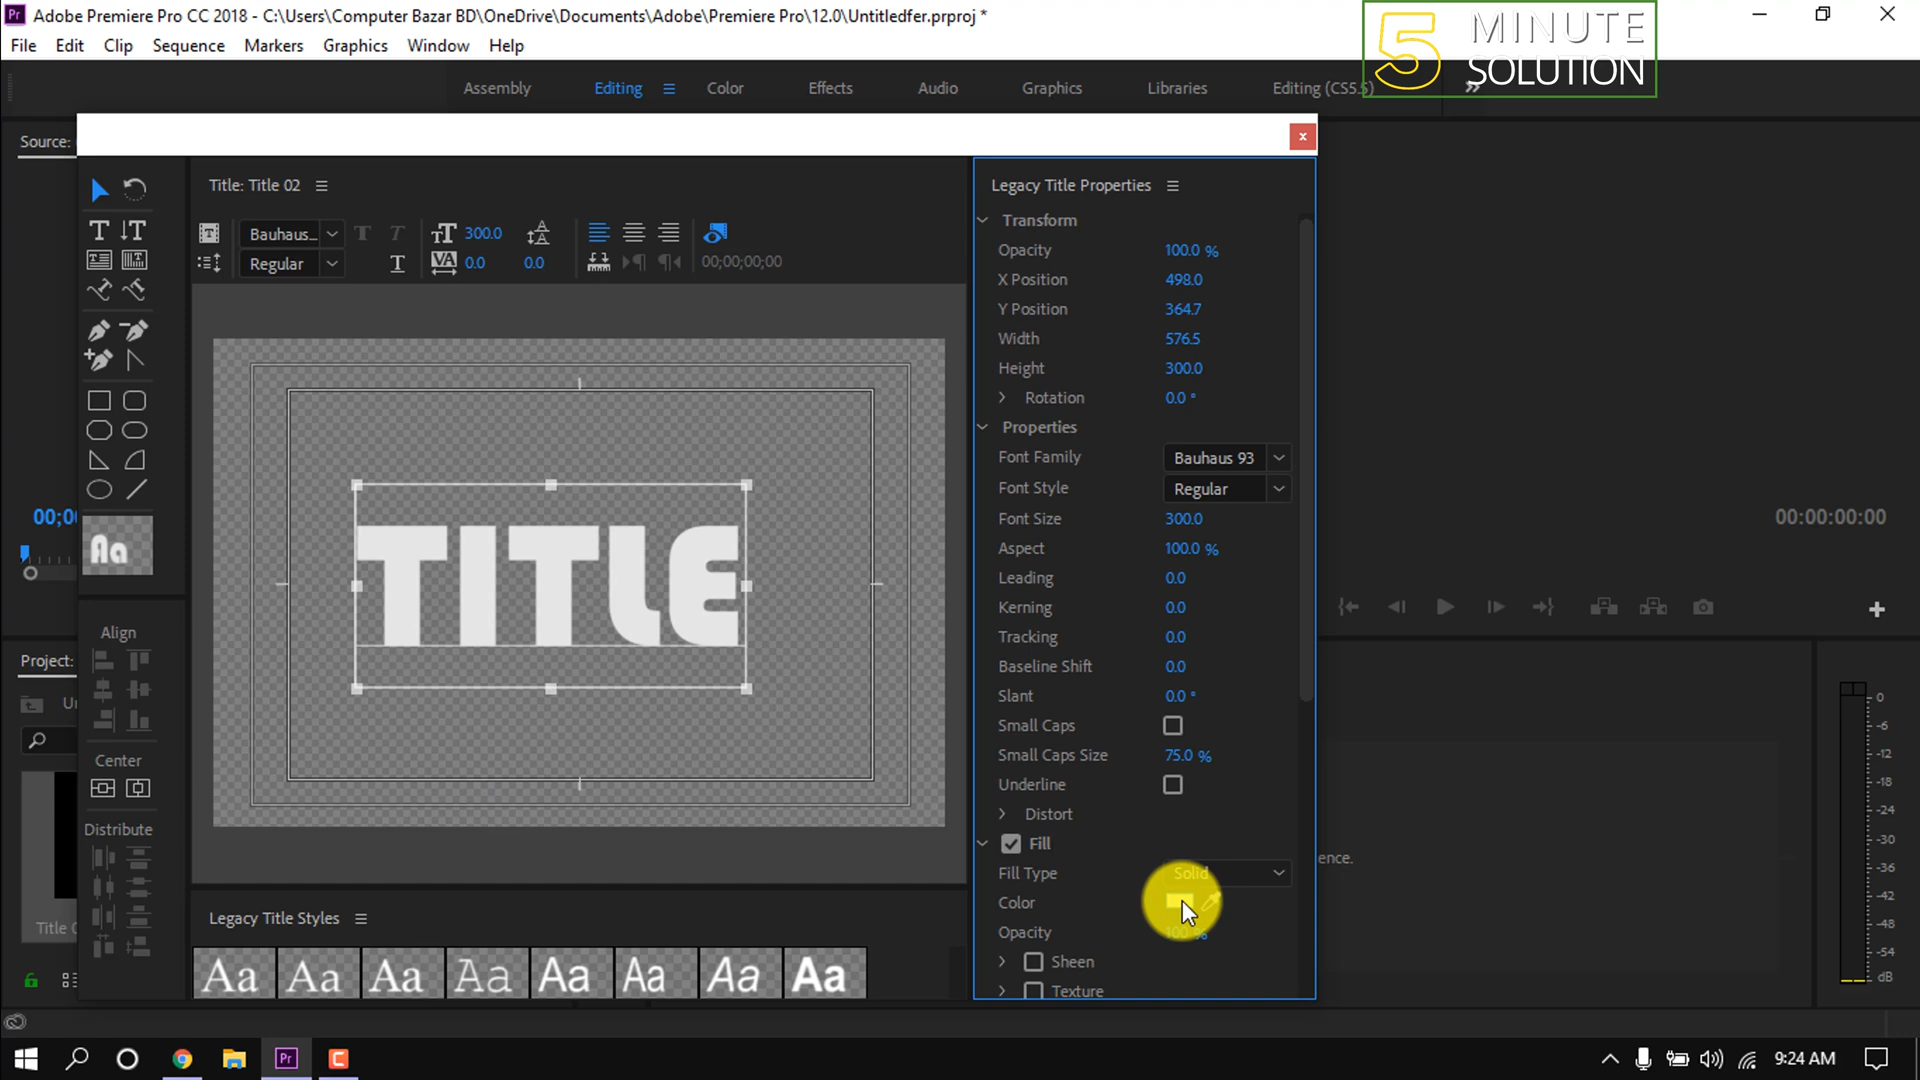 Adobe Premiere Pro CC 2018 - C:\Users\Computer Bazar BD\OneDrive\Documents\Adobe\Premiere Pro\12.0\Untitledfer.prproj *
File Edit Clip Sequence Markers Graphics Window Help
5 MINUTE
SOLUTION
Assembly Editing Color Effects Audio Graphics Libraries Editing (CS5.5)
Source:
Title: Title 02
Bauhaus... 300.0
Regular 0.0 0.0 00;00;00;00
TITLE
Aa
Align
Center
Distribute
Legacy Title Styles
Aa Aa Aa Aa Aa Aa Aa Aa
Legacy Title Properties
Transform
Opacity 100.0 %
X Position 498.0
Y Position 364.7
Width 576.5
Height 300.0
Rotation 0.0 °
Properties
Font Family Bauhaus 93
Font Style Regular
Font Size 300.0
Aspect 100.0 %
Leading 0.0
Kerning 0.0
Tracking 0.0
Baseline Shift 0.0
Slant 0.0 °
Small Caps
Small Caps Size 75.0 %
Underline
Distort
Fill
Fill Type Solid
Color
Opacity 100 %
Sheen
Texture
00;0
00:00:00:00
Project:
Title
ence.
0
-6
-12
-18
-24
-30
-36
-42
-48
-54
dB
Pr
9:24 AM